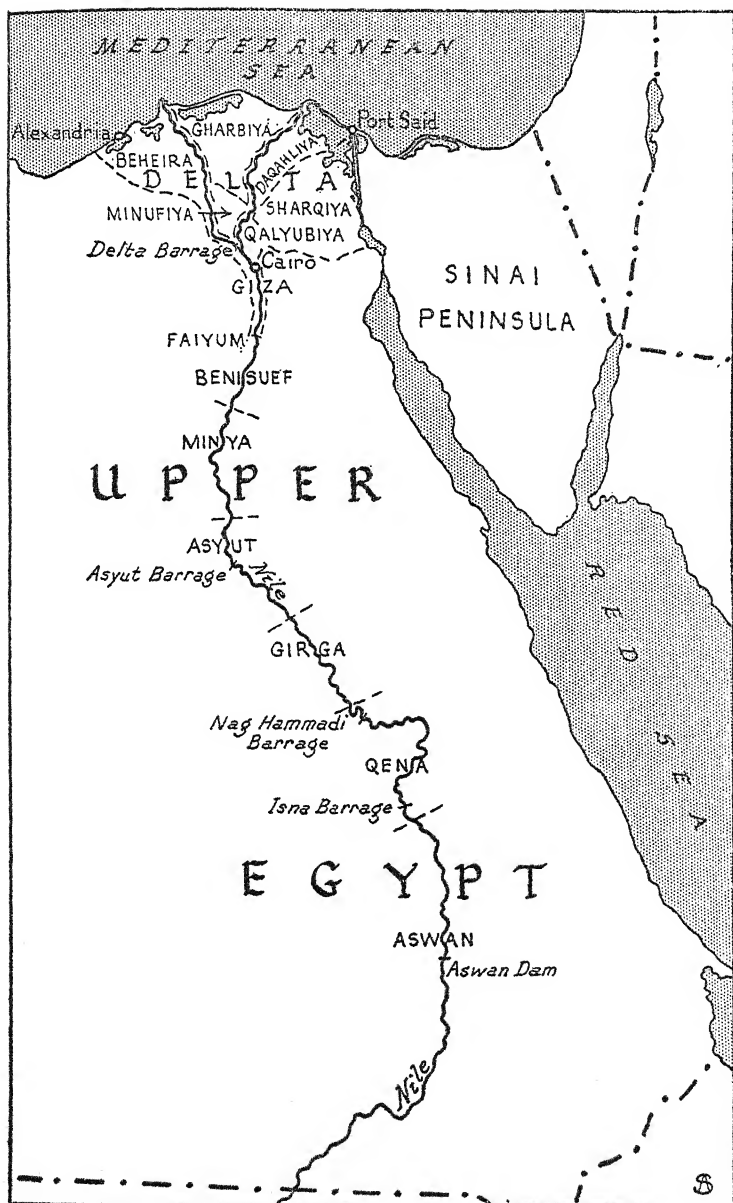 MEDITERRANEAN
SEA
Alexandria
GHARBIYA
Port Said
BEHEIRA
DAQAHLIYA
DELTA
MINUFIYA
SHARQIYA
QALYUBIYA
Delta Barrage
Cairo
GIZA
SINAI
PENINSULA
FAIYUM
BENISUEF
MINYA
UPPER
ASYUT
Asyut Barrage
Nile
GIRGA
RED SEA
Nag Hammadi
Barrage
QENA
Isna Barrage
EGYPT
ASWAN
Aswan Dam
Nile